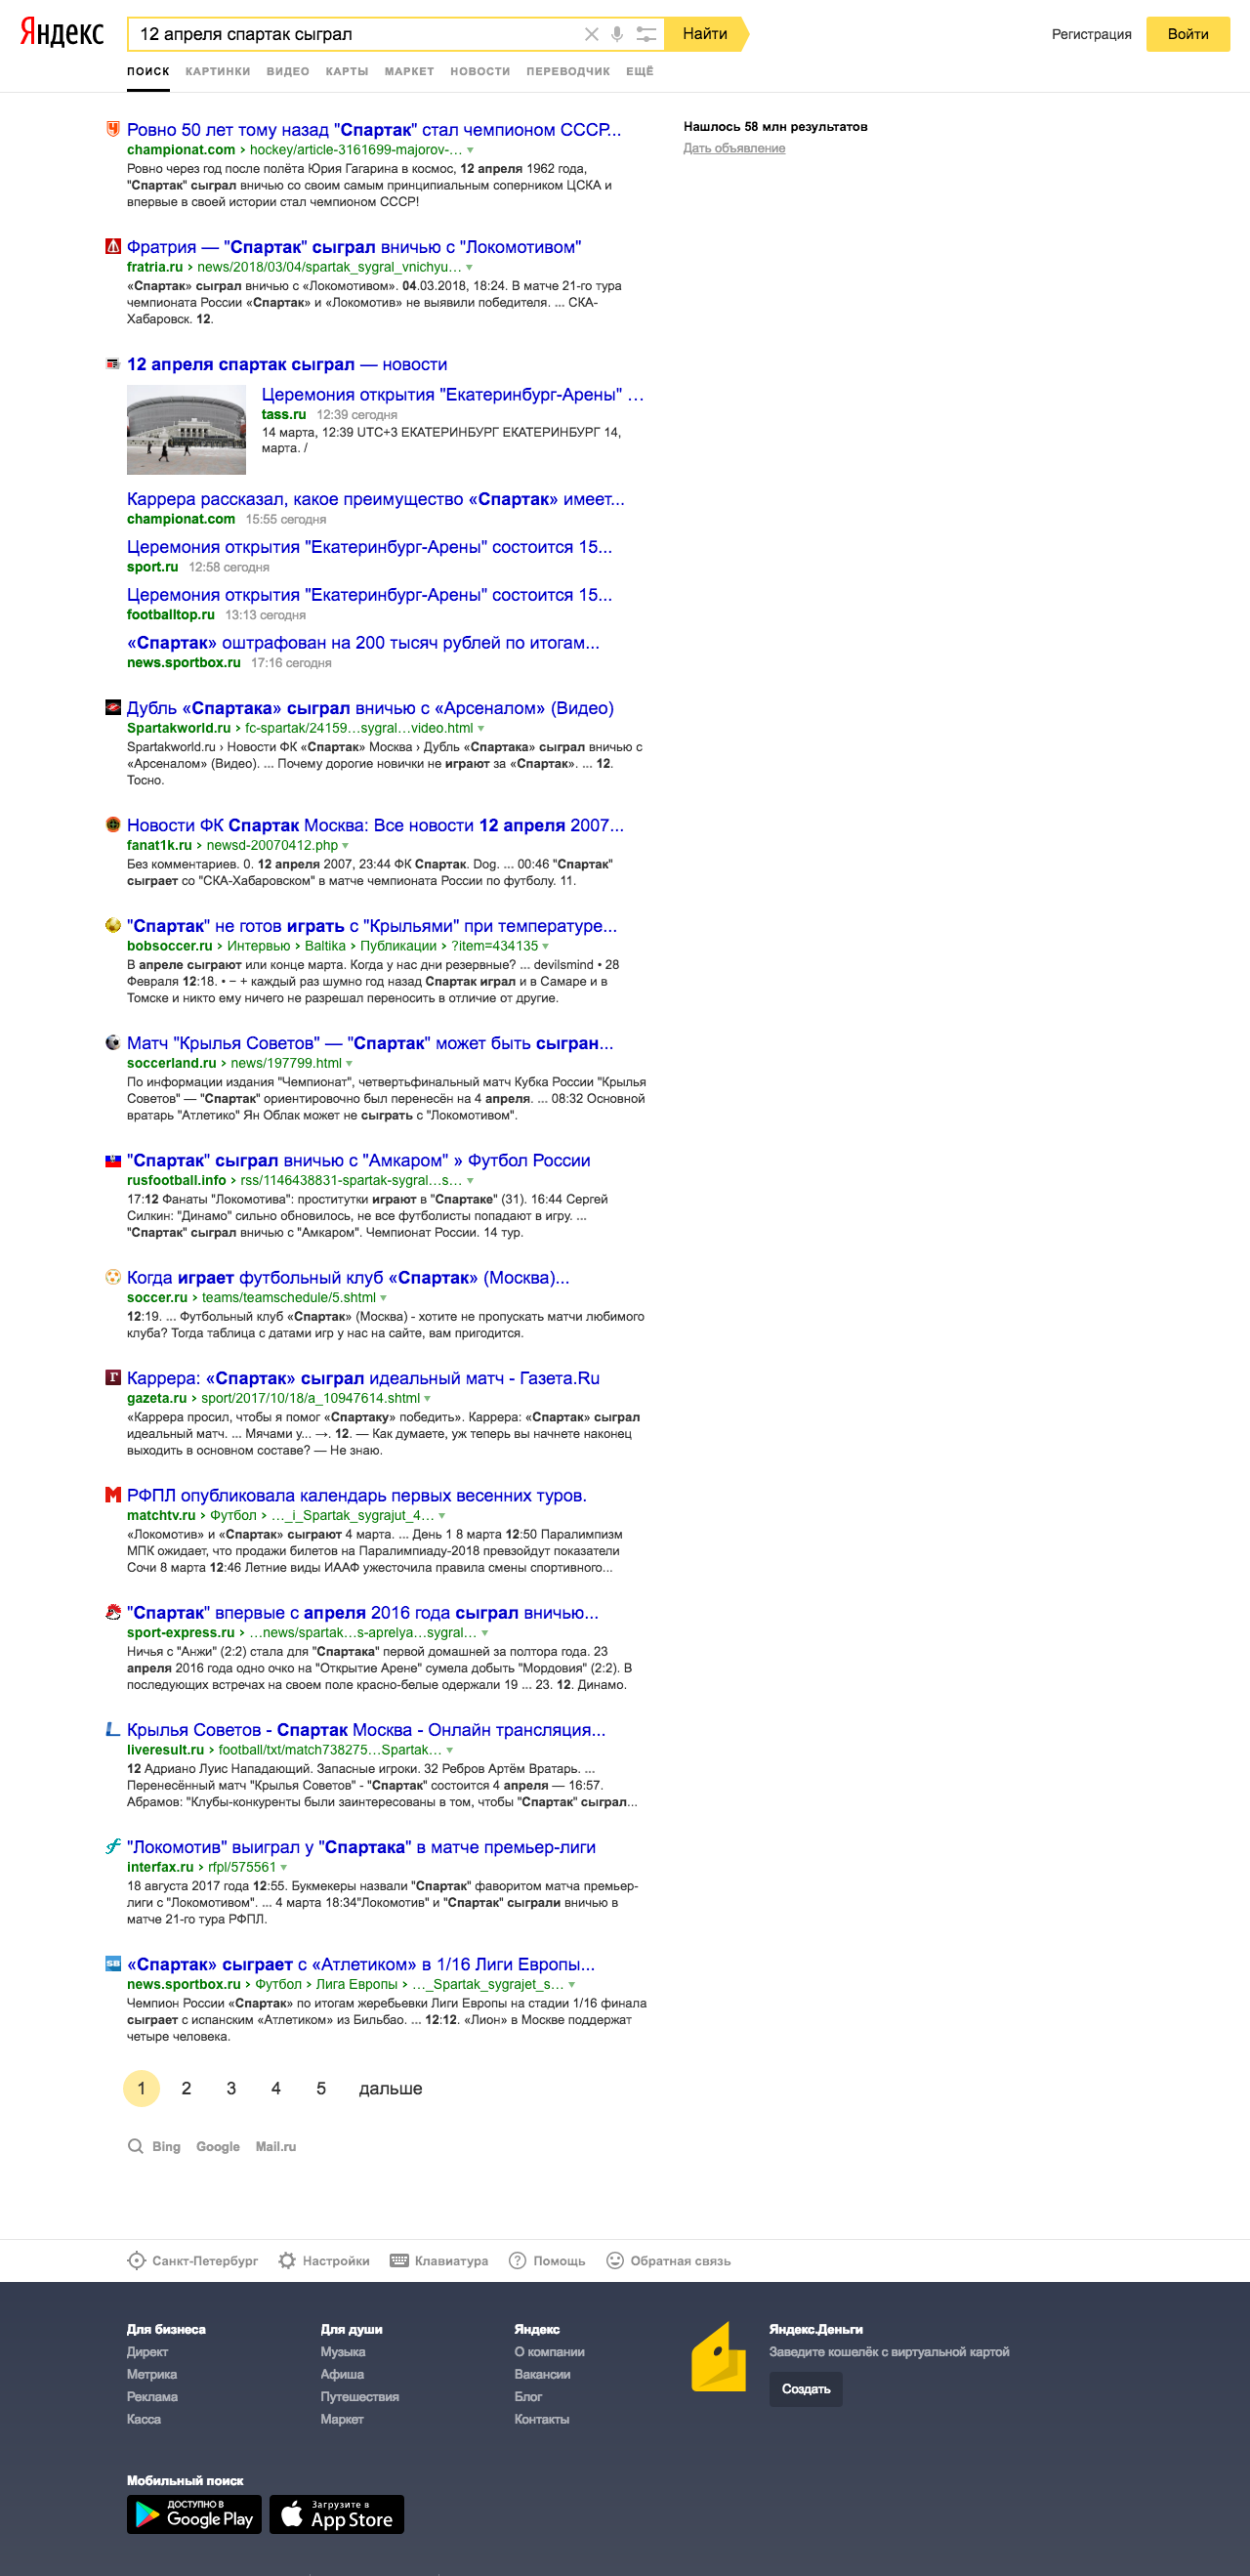 Яндекс
12 апреля сыграл
Найти
Регистрация
Войти
ПОИСК КАРТИНКИ ВИДЕО КАРТЫ МАРКЕТ НОВОСТИ ПЕРЕВОДЧИК ЕЩЁ
Ровно 50 лет тому назад "Спартак" стал чемпионом СССР...
championat.com › hockey/article-3161699-majorov-…
Ровно через год после полёта Юрия Гагарина в космос, 12 апреля 1962 года,
"Спартак" сыграл вничью со своим самым принципиальным соперником ЦСКА и
впервые в своей истории стал чемпионом СССР!
Нашлось 58 млн результатов
Дать объявление
Фратрия — "Спартак" сыграл вничью с "Локомотивом"
fratria.ru › news/2018/03/04/spartak_sygral_vnichyu…
«Спартак» сыграл вничью с «Локомотивом». 04.03.2018, 18:24. В матче 21-го тура
чемпионата России «Спартак» и «Локомотив» не выявили победителя. ... СКА-
Хабаровск. 12.
12 апреля спартак сыграл — новости
Церемония открытия "Екатеринбург-Арены" …
tass.ru 12:39 сегодня
14 марта, 12:39 UTC+3 ЕКАТЕРИНБУРГ ЕКАТЕРИНБУРГ 14,
марта. /
Каррера рассказал, какое преимущество «Спартак» имеет...
championat.com 15:55 сегодня
Церемония открытия "Екатеринбург-Арены" состоится 15...
sport.ru 12:58 сегодня
Церемония открытия "Екатеринбург-Арены" состоится 15...
footballtop.ru 13:13 сегодня
«Спартак» оштрафован на 200 тысяч рублей по итогам...
news.sportbox.ru 17:16 сегодня
Дубль «Спартака» сыграл вничью с «Арсеналом» (Видео)
Spartakworld.ru › fc-spartak/24159…sygral…video.html
Spartakworld.ru › Новости ФК «Спартак» Москва › Дубль «Спартака» сыграл вничью с
«Арсеналом» (Видео). ... Почему дорогие новички не играют за «Спартак». ... 12.
Тосно.
Новости ФК Спартак Москва: Все новости 12 апреля 2007...
fanat1k.ru › newsd-20070412.php
Без комментариев. 0. 12 апреля 2007, 23:44 ФК Спартак. Dog. ... 00:46 "Спартак"
сыграет со "СКА-Хабаровском" в матче чемпионата России по футболу. 11.
"Спартак" не готов играть с "Крыльями" при температуре...
bobsoccer.ru › Интервью › Baltika › Публикации › ?item=434135
В апреле сыграют или конце марта. Когда у нас дни резервные? ... devilsmind • 28
Февраля 12:18. • − + каждый раз шумно год назад Спартак играл и в Самаре и в
Томске и никто ему ничего не разрешал переносить в отличие от другие.
Матч "Крылья Советов" — "Спартак" может быть сыгран...
soccerland.ru › news/197799.html
По информации издания "Чемпионат", четвертьфинальный матч Кубка России "Крылья
Советов" — "Спартак" ориентировочно был перенесён на 4 апреля. ... 08:32 Основной
вратарь "Атлетико" Ян Облак может не сыграть с "Локомотивом".
"Спартак" сыграл вничью с "Амкаром" » Футбол России
rusfootball.info › rss/1146438831-spartak-sygral…s…
17:12 Фанаты "Локомотива": проститутки играют в "Спартаке" (31). 16:44 Сергей
Силкин: "Динамо" сильно обновилось, не все футболисты попадают в игру. ...
"Спартак" сыграл вничью с "Амкаром". Чемпионат России. 14 тур.
Когда играет футбольный клуб «Спартак» (Москва)...
soccer.ru › teams/teamschedule/5.shtml
12:19. ... Футбольный клуб «Спартак» (Москва) - хотите не пропускать матчи любимого
клуба? Тогда таблица с датами игр у нас на сайте, вам пригодится.
Каррера: «Спартак» сыграл идеальный матч - Газета.Ru
gazeta.ru › sport/2017/10/18/a_10947614.shtml
«Каррера просил, чтобы я помог «Спартаку» победить». Каррера: «Спартак» сыграл
идеальный матч. ... Мячами у... →. 12. — Как думаете, уж теперь вы начнете наконец
выходить в основном составе? — Не знаю.
РФПЛ опубликовала календарь первых весенних туров.
matchtv.ru › Футбол › …_i_Spartak_sygrajut_4…
«Локомотив» и «Спартак» сыграют 4 марта. ... День 1 8 марта 12:50 Паралимпизм
МПК ожидает, что продажи билетов на Паралимпиаду-2018 превзойдут показатели
Сочи 8 марта 12:46 Летние виды ИААФ ужесточила правила смены спортивного...
"Спартак" впервые с апреля 2016 года сыграл вничью...
sport-express.ru › …news/spartak…s-aprelya…sygral…
Ничья с "Анжи" (2:2) стала для "Спартака" первой домашней за полтора года. 23
апреля 2016 года одно очко на "Открытие Арене" сумела добыть "Мордовия" (2:2). В
последующих встречах на своем поле красно-белые одержали 19 ... 23. 12. Динамо.
Крылья Советов - Спартак Москва - Онлайн трансляция...
liveresult.ru › football/txt/match738275…Spartak…
12 Адриано Луис Нападающий. Запасные игроки. 32 Ребров Артём Вратарь. ...
Перенесённый матч "Крылья Советов" - "Спартак" состоится 4 апреля — 16:57.
Абрамов: "Клубы-конкуренты были заинтересованы в том, чтобы "Спартак" сыграл...
"Локомотив" выиграл у "Спартака" в матче премьер-лиги
interfax.ru › rfpl/575561
18 августа 2017 года 12:55. Букмекеры назвали "Спартак" фаворитом матча премьер-
лиги с "Локомотивом". ... 4 марта 18:34"Локомотив" и "Спартак" сыграли вничью в
матче 21-го тура РФПЛ.
«Спартак» сыграет с «Атлетиком» в 1/16 Лиги Европы...
news.sportbox.ru › Футбол › Лига Европы › …_Spartak_sygrajet_s…
Чемпион России «Спартак» по итогам жеребьевки Лиги Европы на стадии 1/16 финала
сыграет с испанским «Атлетиком» из Бильбао. ... 12:12. «Лион» в Москве поддержат
четыре человека.
1 2 3 4 5 дальше
Bing Google Mail.ru
Санкт-Петербург Настройки Клавиатура Помощь Обратная связь
Для бизнеса
Директ
Метрика
Реклама
Касса
Для души
Музыка
Афиша
Путешествия
Маркет
Яндекс
О компании
Вакансии
Блог
Контакты
Яндекс.Деньги
Заведите кошелёк с виртуальной картой
Создать
Мобильный поиск
ДОСТУПНО В
Google Play
Загрузите в
App Store